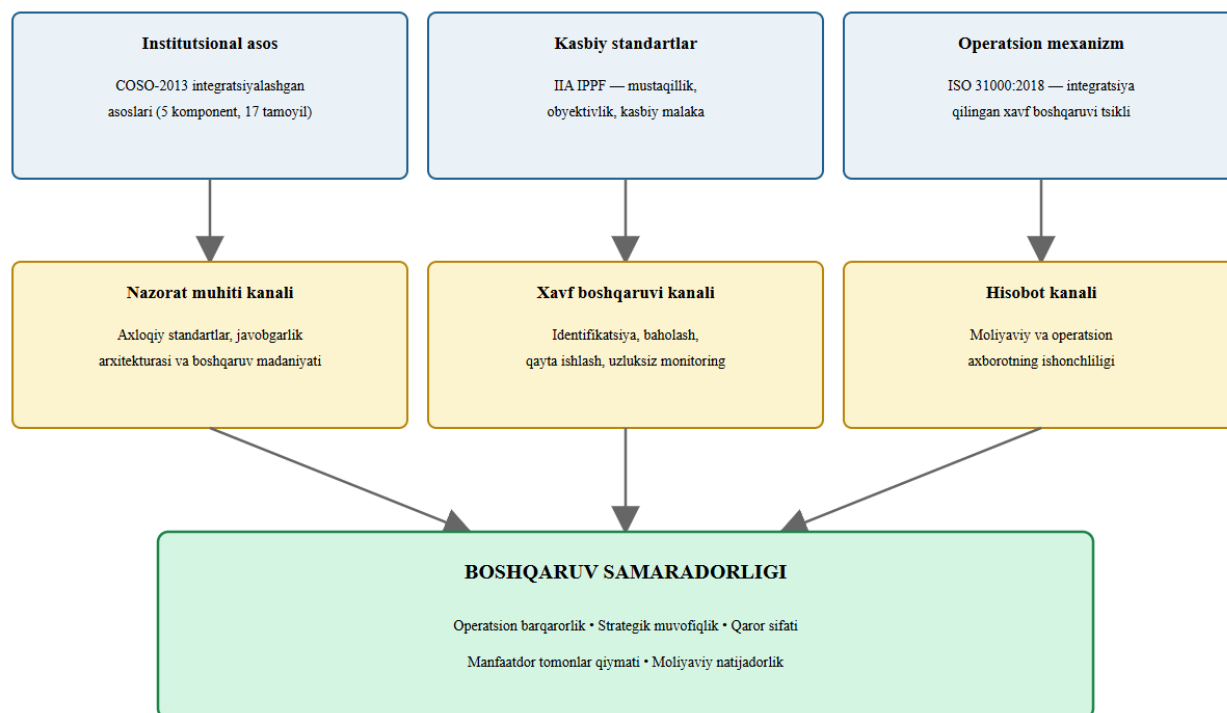 Institutsional asos
COSO-2013 integratsiyalashgan
asoslari (5 komponent, 17 tamoyil)
Kasbiy standartlar
IIA IPPF — mustaqillik,
obyektivlik, kasbiy malaka
Operatsion mexanizm
ISO 31000:2018 — integratsiya
qilingan xavf boshqaruvi tsikli
Nazorat muhiti kanali
Axloqiy standartlar, javobgarlik
arxitekturasi va boshqaruv madaniyati
Xavf boshqaruvi kanali
Identifikatsiya, baholash,
qayta ishlash, uzluksiz monitoring
Hisobot kanali
Moliyaviy va operatsion
axborotning ishonchliligi
BOSHQARUV SAMARADORLIGI
Operatsion barqarorlik • Strategik muvofiqlik • Qaror sifati
Manfaatdor tomonlar qiymati • Moliyaviy natijadorlik